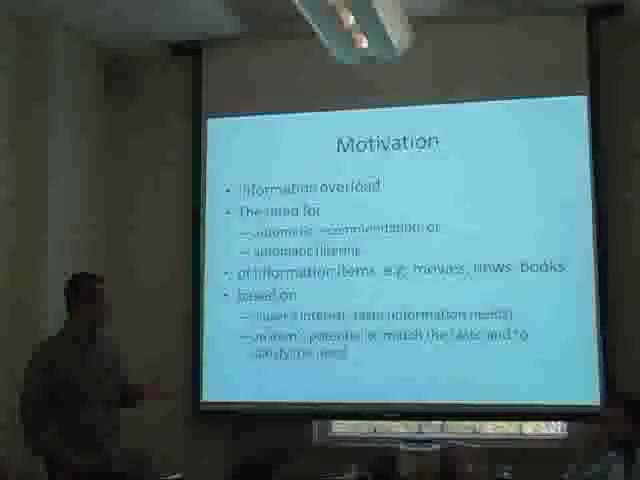 Motivation
• Information overload
• The need for
– automatic recommendation or
– automatic filtering
• of information items, e.g. movies, news, books
• based on
– user's interest, taste (information needs)
– item's potential to match the taste and to
satisfy the need